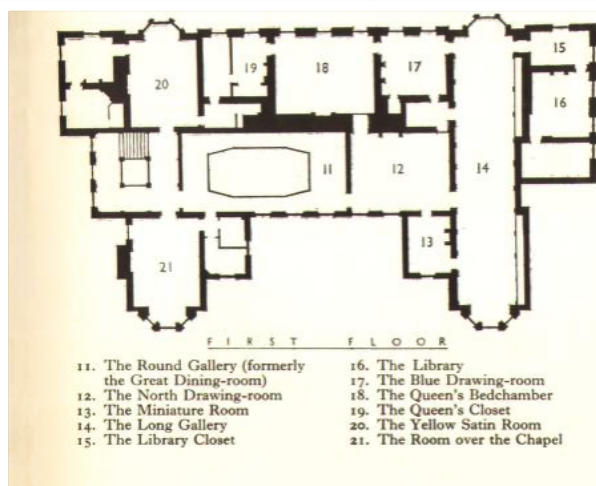 15
20
19
18
17
16
11
12
14
13
21
FIRST FLOOR
11. The Round Gallery (formerly
the Great Dining-room)
12. The North Drawing-room
13. The Miniature Room
14. The Long Gallery
15. The Library Closet
16. The Library
17. The Blue Drawing-room
18. The Queen's Bedchamber
19. The Queen's Closet
20. The Yellow Satin Room
21. The Room over the Chapel